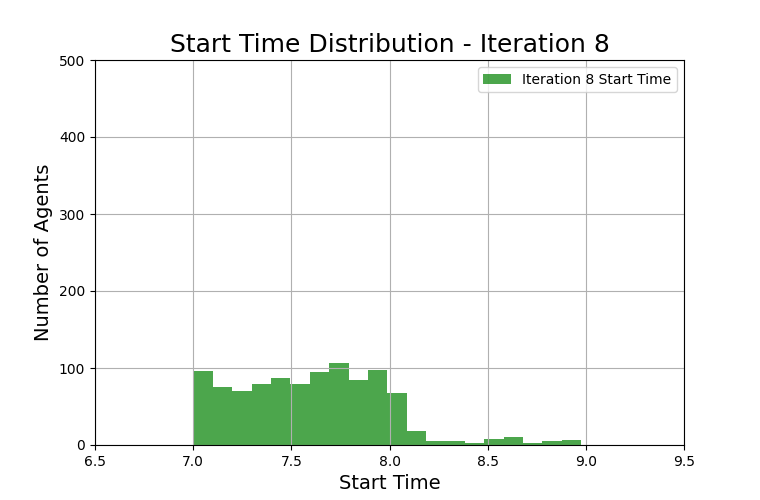 Start Time Distribution - Iteration 8
Iteration 8 Start Time
500
400
300
200
100
0
Number of Agents
6.5 7.0 7.5 8.0 8.5 9.0 9.5
Start Time